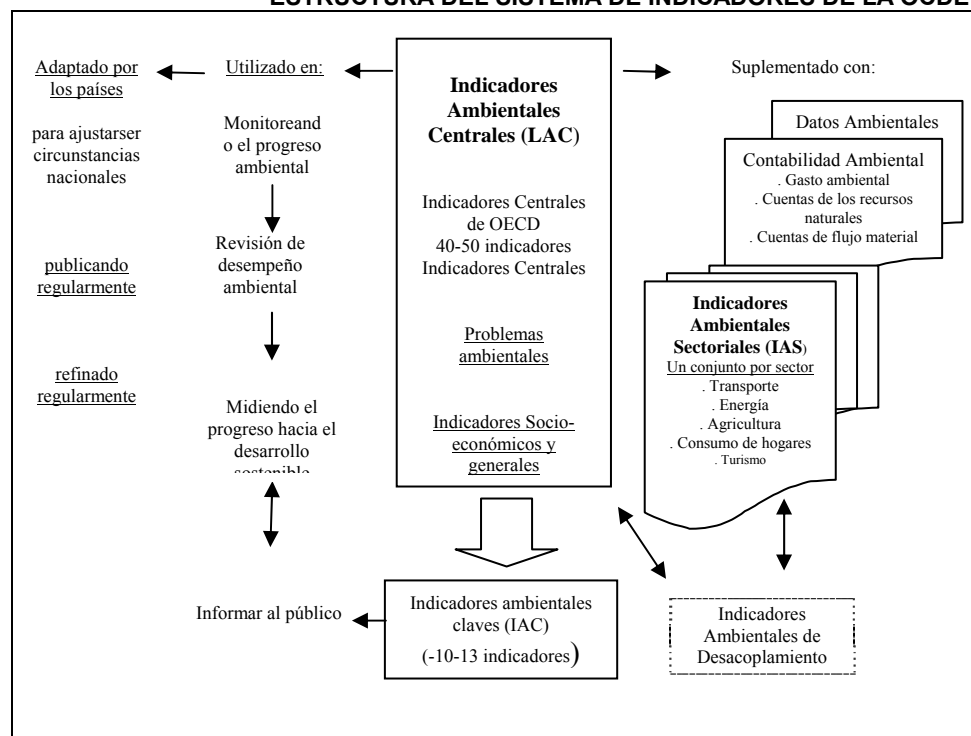 ESTRUCTURA DEL SISTEMA DE INDICADORES DE LA OCDE
Adaptado por
los países
para ajustarser
circunstancias
nacionales
publicando
regularmente
refinado
regularmente
Utilizado en:
Monitoreand
o el progreso
ambiental
Revisión de
desempeño
ambiental
Midiendo el
progreso hacia el
desarrollo
sostenible
Informar al público
Indicadores
Ambientales
Centrales (LAC)
Indicadores Centrales
de OECD
40-50 indicadores
Indicadores Centrales
Problemas
ambientales
Indicadores Socio-
económicos y
generales
Indicadores ambientales
claves (IAC)
(-10-13 indicadores)
Suplementado con:
Datos Ambientales
Contabilidad Ambiental
. Gasto ambiental
. Cuentas de los recursos
naturales
. Cuentas de flujo material
Indicadores
Ambientales
Sectoriales (IAS)
Un conjunto por sector
. Transporte
. Energía
. Agricultura
. Consumo de hogares
. Turismo
Indicadores
Ambientales de
Desacoplamiento